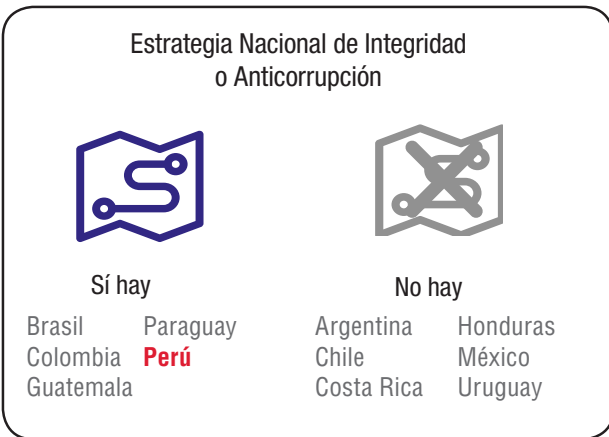 Estrategia Nacional de Integridad
o Anticorrupción
Sí hay
Brasil Paraguay
Colombia Perú
Guatemala
No hay
Argentina Honduras
Chile México
Costa Rica Uruguay